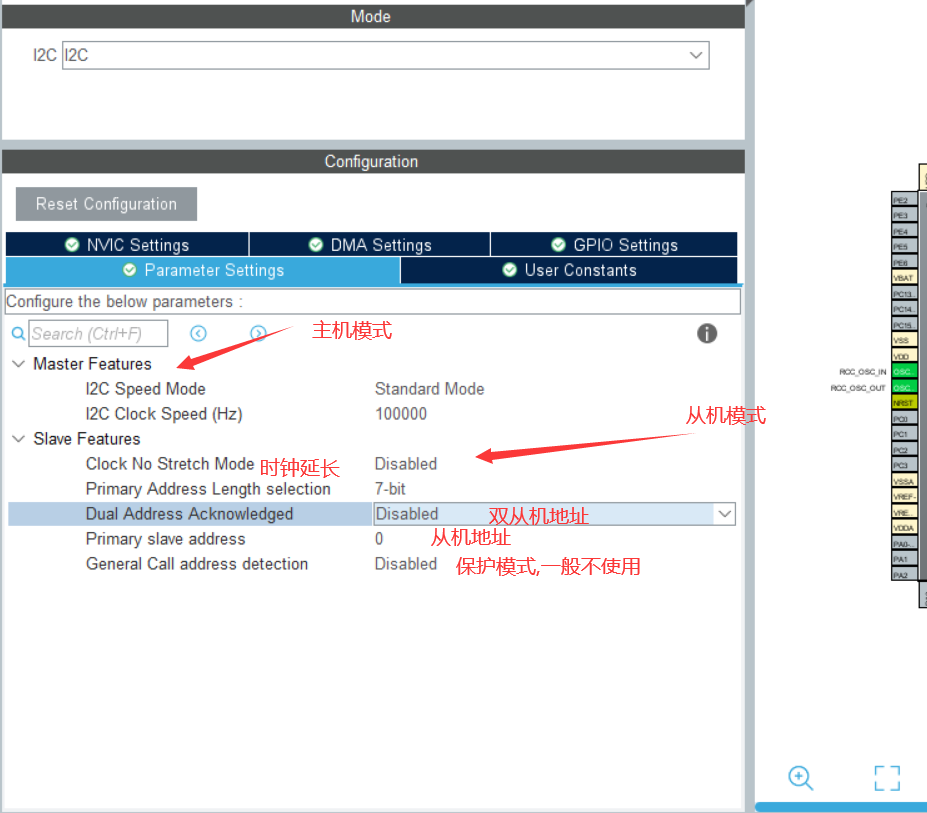 Mode
I2C I2C
Configuration
Reset Configuration
NVIC Settings
DMA Settings
GPIO Settings
Parameter Settings
User Constants
Configure the below parameters :
Search (Ctrl+F)
主机模式
Master Features
I2C Speed Mode Standard Mode
I2C Clock Speed (Hz) 100000
从机模式
Slave Features
Clock No Stretch Mode 时钟延长 Disabled
Primary Address Length selection 7-bit
Dual Address Acknowledged Disabled 双从机地址
Primary slave address 0 从机地址
General Call address detection Disabled 保护模式,一般不使用
PE2
PE3
PE4
PE5
PE6
VBAT
PC13..
PC14..
PC15..
VSS
VDD
RCC_OSC_IN OSC..
RCC_OSC_OUT OSC..
NRST
PC0
PC1
PC2
PC3
VSSA
VREF-
VRE..
VDDA
PA0-..
PA1
PA2